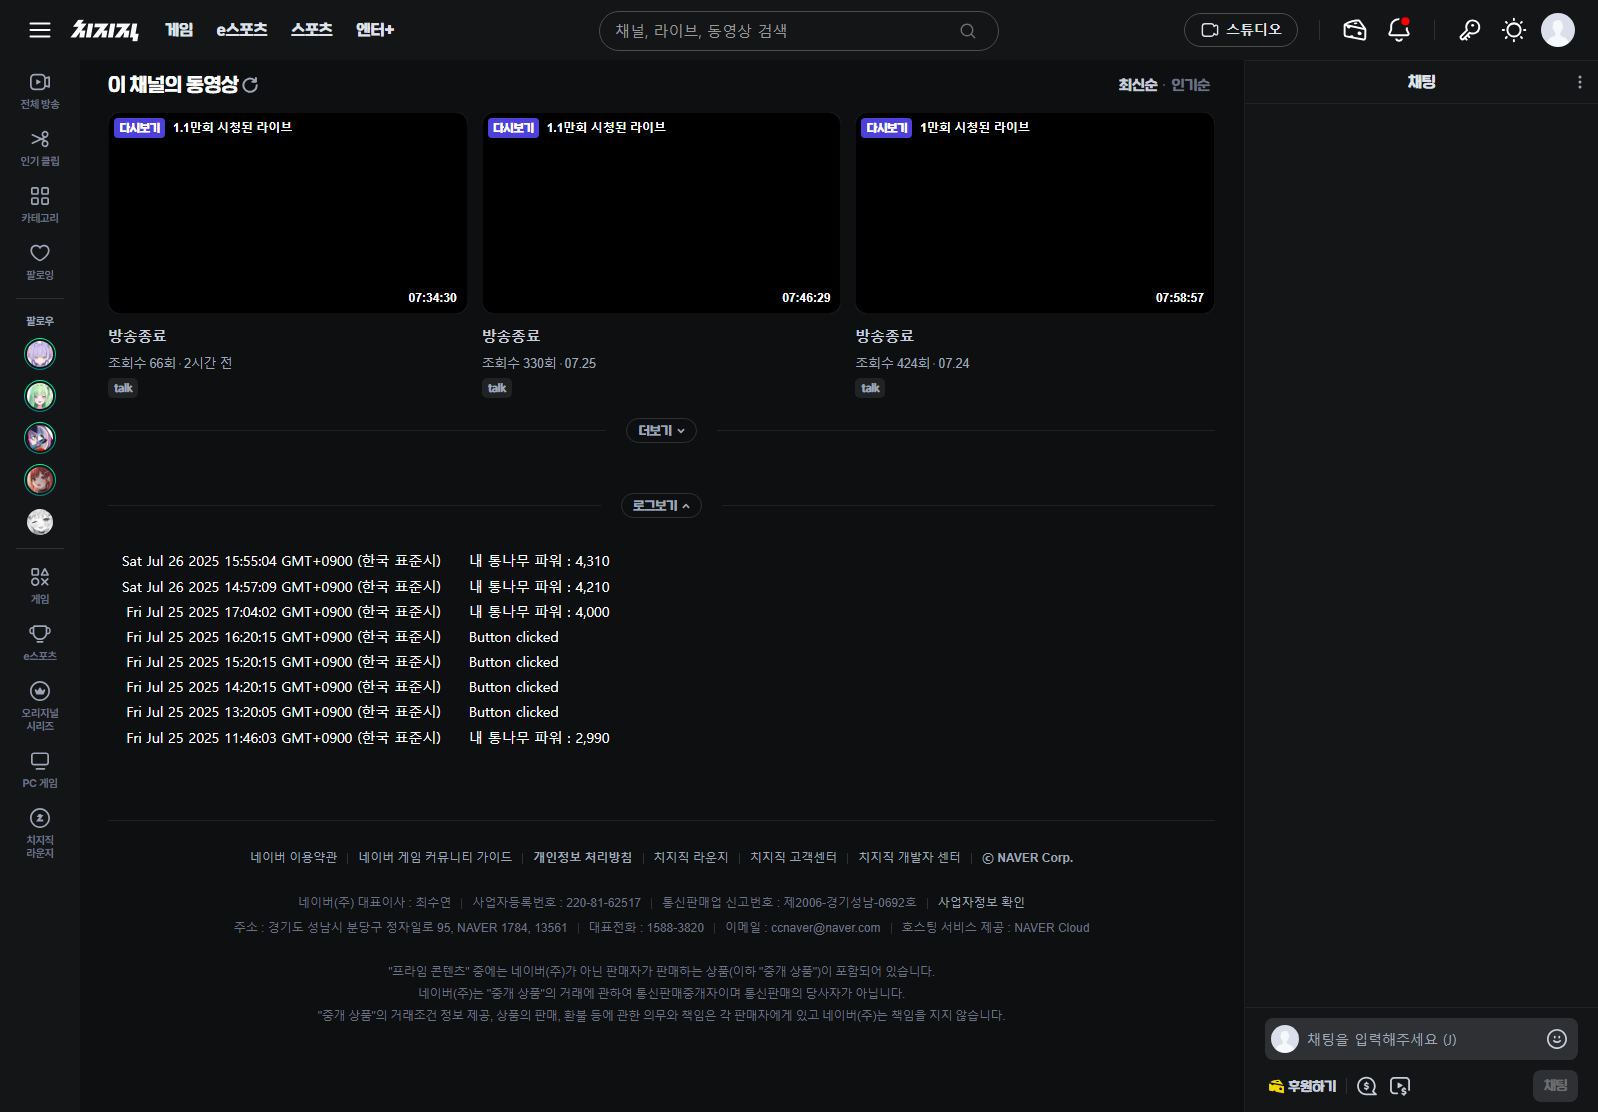 치지직 게임 e스포츠 스포츠 엔터+
채널, 라이브, 동영상 검색
스튜디오
전체 방송
인기 클립
카테고리
팔로잉
팔로우
게임
e스포츠
오리지널
시리즈
PC 게임
치지직
라운지
이 채널의 동영상
최신순 · 인기순
다시보기 1.1만회 시청된 라이브
07:34:30
방송종료
조회수 66회 · 2시간 전
talk
다시보기 1.1만회 시청된 라이브
07:46:29
방송종료
조회수 330회 · 07.25
talk
다시보기 1만회 시청된 라이브
07:58:57
방송종료
조회수 424회 · 07.24
talk
더보기
로그보기
Sat Jul 26 2025 15:55:04 GMT+0900 (한국 표준시) 내 통나무 파워 : 4,310
Sat Jul 26 2025 14:57:09 GMT+0900 (한국 표준시) 내 통나무 파워 : 4,210
Fri Jul 25 2025 17:04:02 GMT+0900 (한국 표준시) 내 통나무 파워 : 4,000
Fri Jul 25 2025 16:20:15 GMT+0900 (한국 표준시) Button clicked
Fri Jul 25 2025 15:20:15 GMT+0900 (한국 표준시) Button clicked
Fri Jul 25 2025 14:20:15 GMT+0900 (한국 표준시) Button clicked
Fri Jul 25 2025 13:20:05 GMT+0900 (한국 표준시) Button clicked
Fri Jul 25 2025 11:46:03 GMT+0900 (한국 표준시) 내 통나무 파워 : 2,990
네이버 이용약관 | 네이버 게임 커뮤니티 가이드 | 개인정보 처리방침 | 치지직 라운지 | 치지직 고객센터 | 치지직 개발자 센터 | ⓒ NAVER Corp.
네이버(주) 대표이사 : 최수연 | 사업자등록번호 : 220-81-62517 | 통신판매업 신고번호 : 제2006-경기성남-0692호 | 사업자정보 확인
주소 : 경기도 성남시 분당구 정자일로 95, NAVER 1784, 13561 | 대표전화 : 1588-3820 | 이메일 : ccnaver@naver.com | 호스팅 서비스 제공 : NAVER Cloud
"프라임 콘텐츠" 중에는 네이버(주)가 아닌 판매자가 판매하는 상품(이하 "중개 상품")이 포함되어 있습니다.
네이버(주)는 "중개 상품"의 거래에 관하여 통신판매중개자이며 통신판매의 당사자가 아닙니다.
"중개 상품"의 거래조건 정보 제공, 상품의 판매, 환불 등에 관한 의무와 책임은 각 판매자에게 있고 네이버(주)는 책임을 지지 않습니다.
채팅
채팅을 입력해주세요 (J)
후원하기
채팅